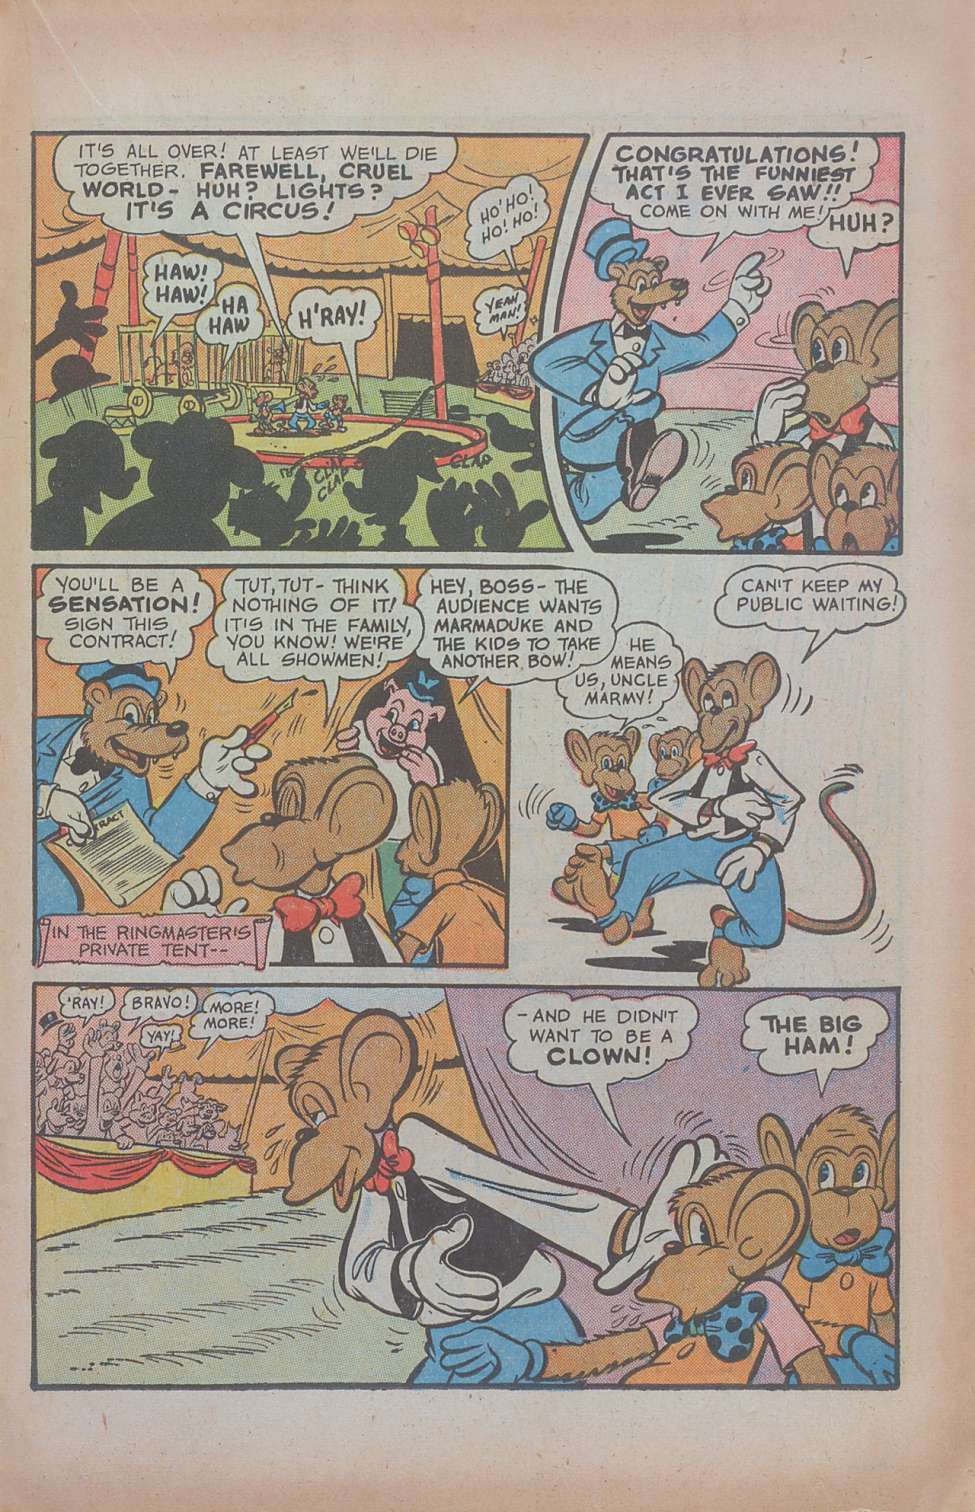 IT'S ALL OVER! AT LEAST WE'LL DIE
TOGETHER. FAREWELL, CRUEL
WORLD- HUH? LIGHTS?
IT'S A CIRCUS!
HO! HO!
HO! HO!
HAW!
HAW!
HA
HAW
H'RAY!
YEAH,
MAN!
CLAP
CLAP
CLAP
CONGRATULATIONS!
THAT'S THE FUNNIEST
ACT I EVER SAW!!
COME ON WITH ME!
HUH?
YOU'LL BE A
SENSATION!
SIGN THIS
CONTRACT!
TUT, TUT- THINK
NOTHING OF IT!
IT'S IN THE FAMILY,
YOU KNOW! WE'RE
ALL SHOWMEN!
HEY, BOSS- THE
AUDIENCE WANTS
MARMADUKE AND
THE KIDS TO TAKE
ANOTHER BOW!
IN THE RINGMASTER'S
PRIVATE TENT--
HE
MEANS
US, UNCLE
MARMY!
CAN'T KEEP MY
PUBLIC WAITING!
'RAY!
BRAVO!
MORE!
MORE!
YAY!
-AND HE DIDN'T
WANT TO BE A
CLOWN!
THE BIG
HAM!